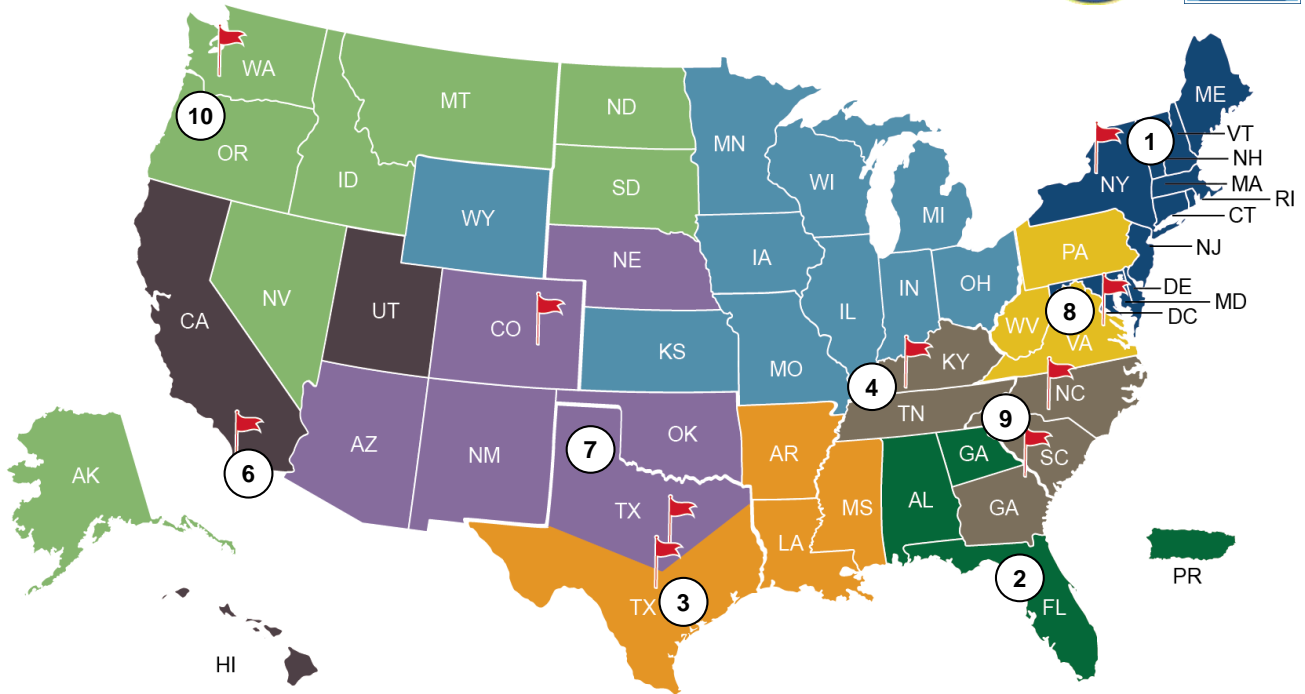 WA
10
OR
MT
ID
ND
SD
WY
MN
WI
MI
IA
NE
NV
UT
CA
CO
KS
MO
IL
IN
OH
1
ME
VT
NH
MA
RI
CT
NY
NJ
PA
DE
MD
DC
8
WV
VA
KY
4
TN
NC
9
SC
GA
GA
AL
MS
AR
LA
OK
7
TX
TX
3
NM
AZ
6
AK
HI
2
FL
PR